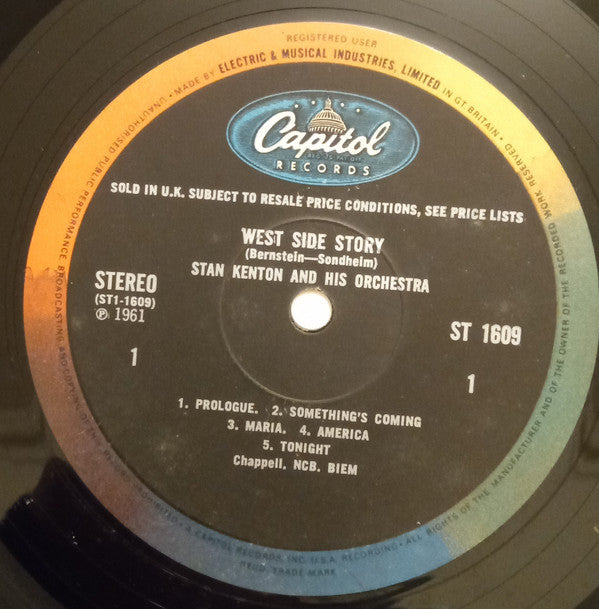 REGISTERED USER
MADE BY ELECTRIC & MUSICAL INDUSTRIES, LIMITED IN GT BRITAIN
Capitol
RECORDS
SOLD IN U.K. SUBJECT TO RESALE PRICE CONDITIONS, SEE PRICE LISTS
WEST SIDE STORY
(Bernstein—Sondheim)
STAN KENTON AND HIS ORCHESTRA
STEREO
(ST1-1609)
℗ 1961
ST 1609
1
1
1. PROLOGUE. 2. SOMETHING'S COMING
3. MARIA. 4. AMERICA
5. TONIGHT
Chappell. NCB. BIEM
ALL RIGHTS OF THE MANUFACTURER AND OF THE OWNER OF THE RECORDED WORK RESERVED
UNAUTHORISED PUBLIC PERFORMANCE, BROADCASTING AND COPYING OF
A CAPITOL RECORDS, INC. U.S.A. RECORDING
REGD. TRADE MARK